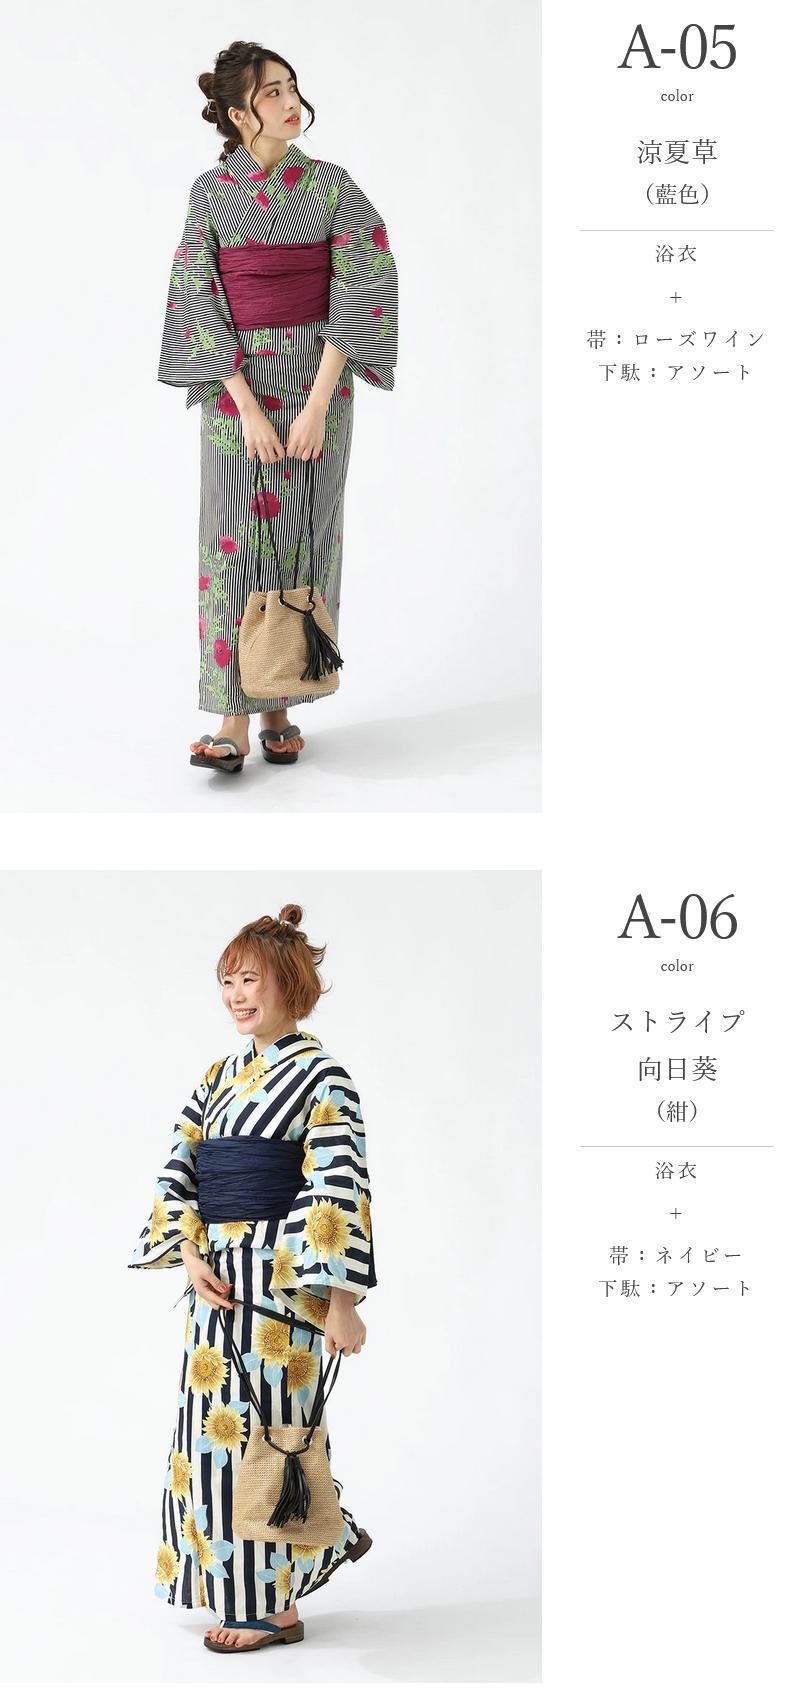 A-05
color
涼夏草
（藍色）
浴衣
+
帯：ローズワイン
下駄：アソート
A-06
color
ストライプ
向日葵
（紺）
浴衣
+
帯：ネイビー
下駄：アソート